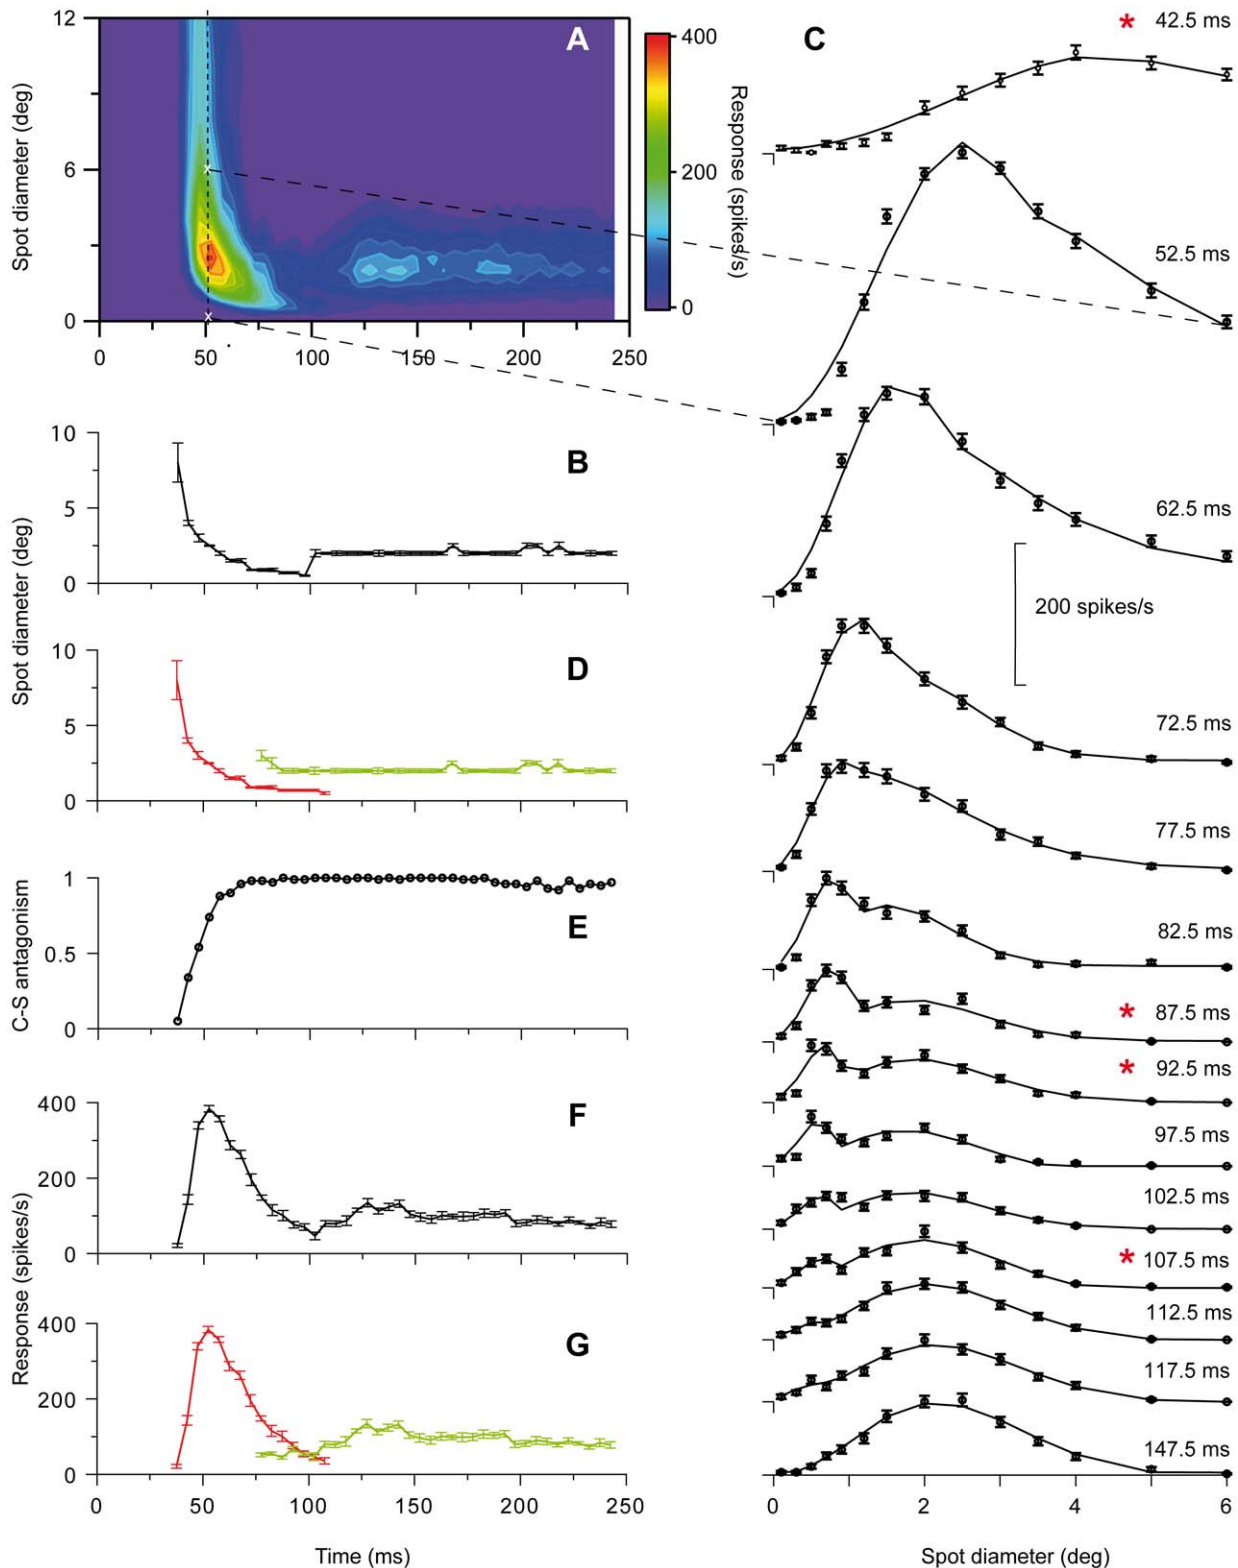 A
12
6
0
Spot diameter (deg)
0 50 100 150 200 250
400
200
0
Response (spikes/s)
B
10
5
0
Spot diameter (deg)
D
10
5
0
E
1
0.5
0
C-S antagonism
F
400
200
0
Response (spikes/s)
G
400
200
0
0 50 100 150 200 250
Time (ms)
C
* 42.5 ms
52.5 ms
62.5 ms
200 spikes/s
72.5 ms
77.5 ms
82.5 ms
* 87.5 ms
* 92.5 ms
97.5 ms
102.5 ms
* 107.5 ms
112.5 ms
117.5 ms
147.5 ms
0 2 4 6
Spot diameter (deg)